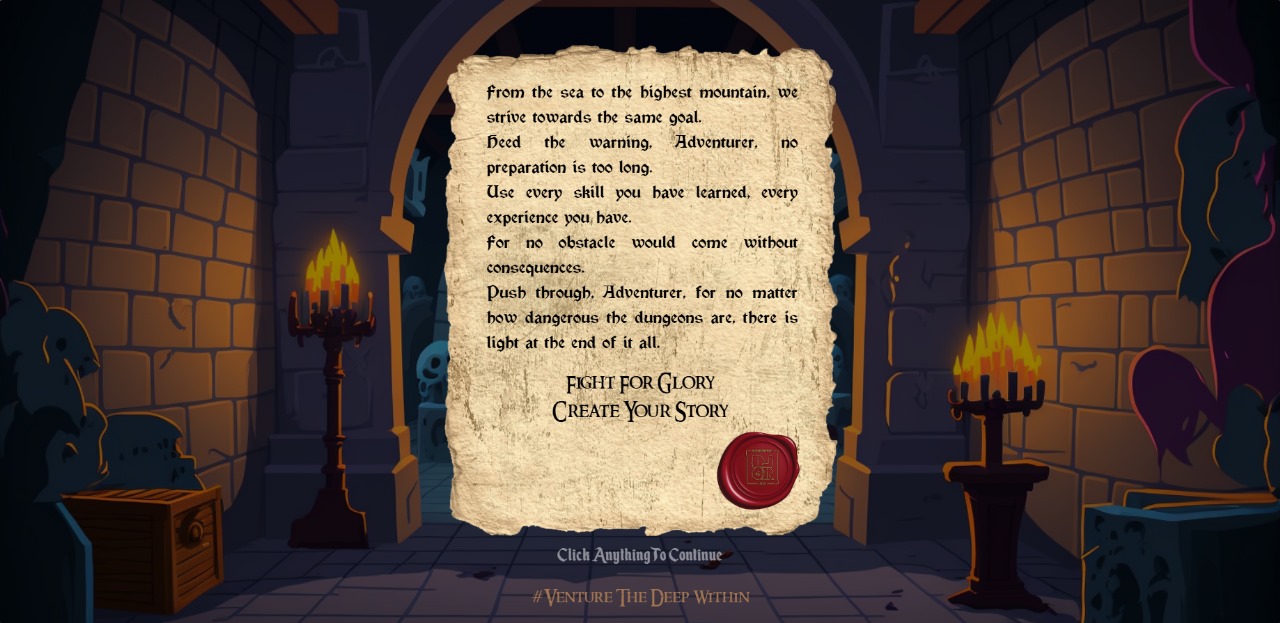 From the sea to the highest mountain, we
strive towards the same goal.
Heed the warning, Adventurer, no
preparation is too long.
Use every skill you have learned, every
experience you have.
For no obstacle would come without
consequences.
Push through, Adventurer, for no matter
how dangerous the dungeons are, there is
light at the end of it all.
Fight For Glory
Create Your Story
Click Anything To Continue
#Venture The Deep Within